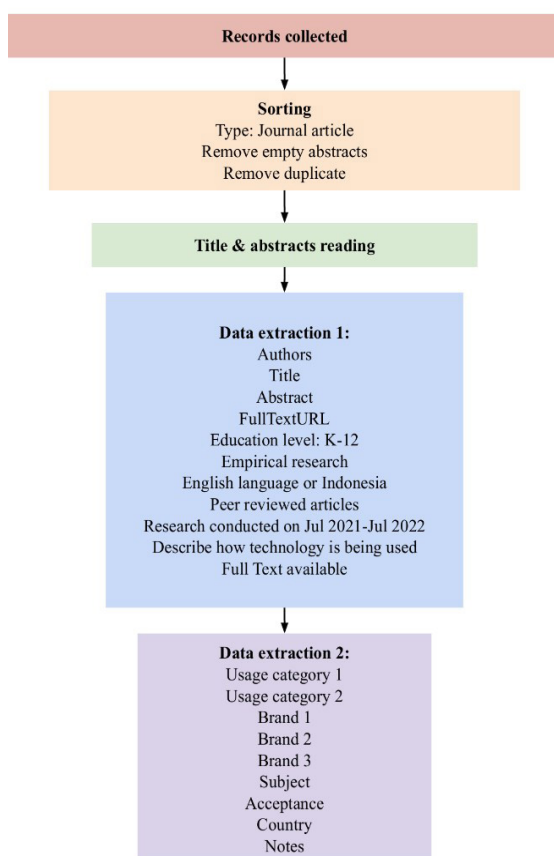 Records collected
Sorting
Type: Journal article
Remove empty abstracts
Remove duplicate
Title & abstracts reading
Data extraction 1:
Authors
Title
Abstract
FullTextURL
Education level: K-12
Empirical research
English language or Indonesia
Peer reviewed articles
Research conducted on Jul 2021-Jul 2022
Describe how technology is being used
Full Text available
Data extraction 2:
Usage category 1
Usage category 2
Brand 1
Brand 2
Brand 3
Subject
Acceptance
Country
Notes